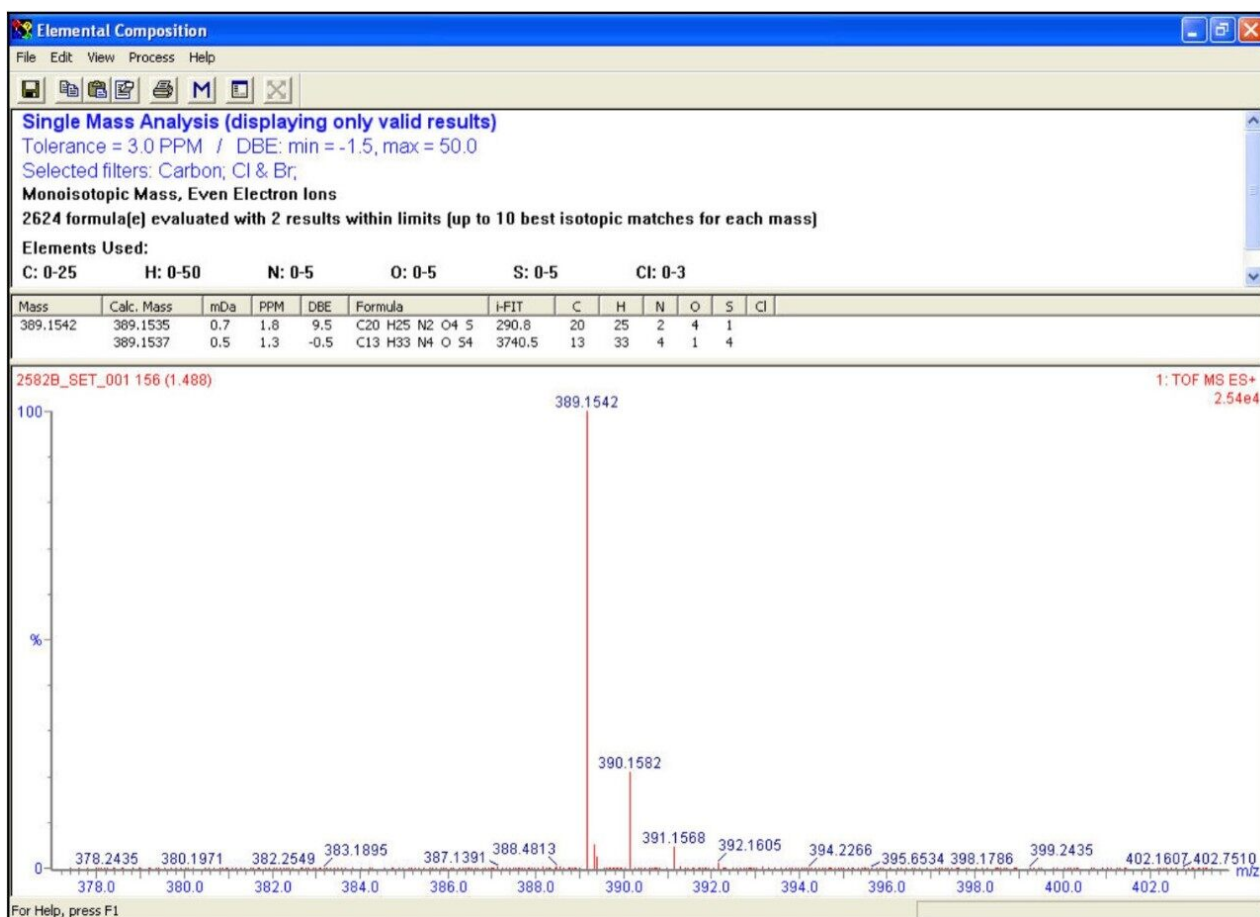 Elemental Composition
File Edit View Process Help
M
Single Mass Analysis (displaying only valid results)
Tolerance = 3.0 PPM / DBE: min = -1.5, max = 50.0
Selected filters: Carbon; Cl & Br;
Monoisotopic Mass, Even Electron Ions
2624 formula(e) evaluated with 2 results within limits (up to 10 best isotopic matches for each mass)
Elements Used:
C: 0-25 H: 0-50 N: 0-5 O: 0-5 S: 0-5 Cl: 0-3
Mass Calc. Mass mDa PPM DBE Formula i-FIT C H N O S Cl
389.1542 389.1535 0.7 1.8 9.5 C20 H25 N2 O4 S 290.8 20 25 2 4 1
389.1537 0.5 1.3 -0.5 C13 H33 N4 O S4 3740.5 13 33 4 1 4
2582B_SET_001 156 (1.488) 1: TOF MS ES+
2.54e4
100 389.1542
%
390.1582
391.1568
378.2435 380.1971 382.2549 383.1895 387.1391 388.4813 392.1605 394.2266 395.6534 398.1786 399.2435 402.1607 402.7510
0 m/z
378.0 380.0 382.0 384.0 386.0 388.0 390.0 392.0 394.0 396.0 398.0 400.0 402.0
For Help, press F1